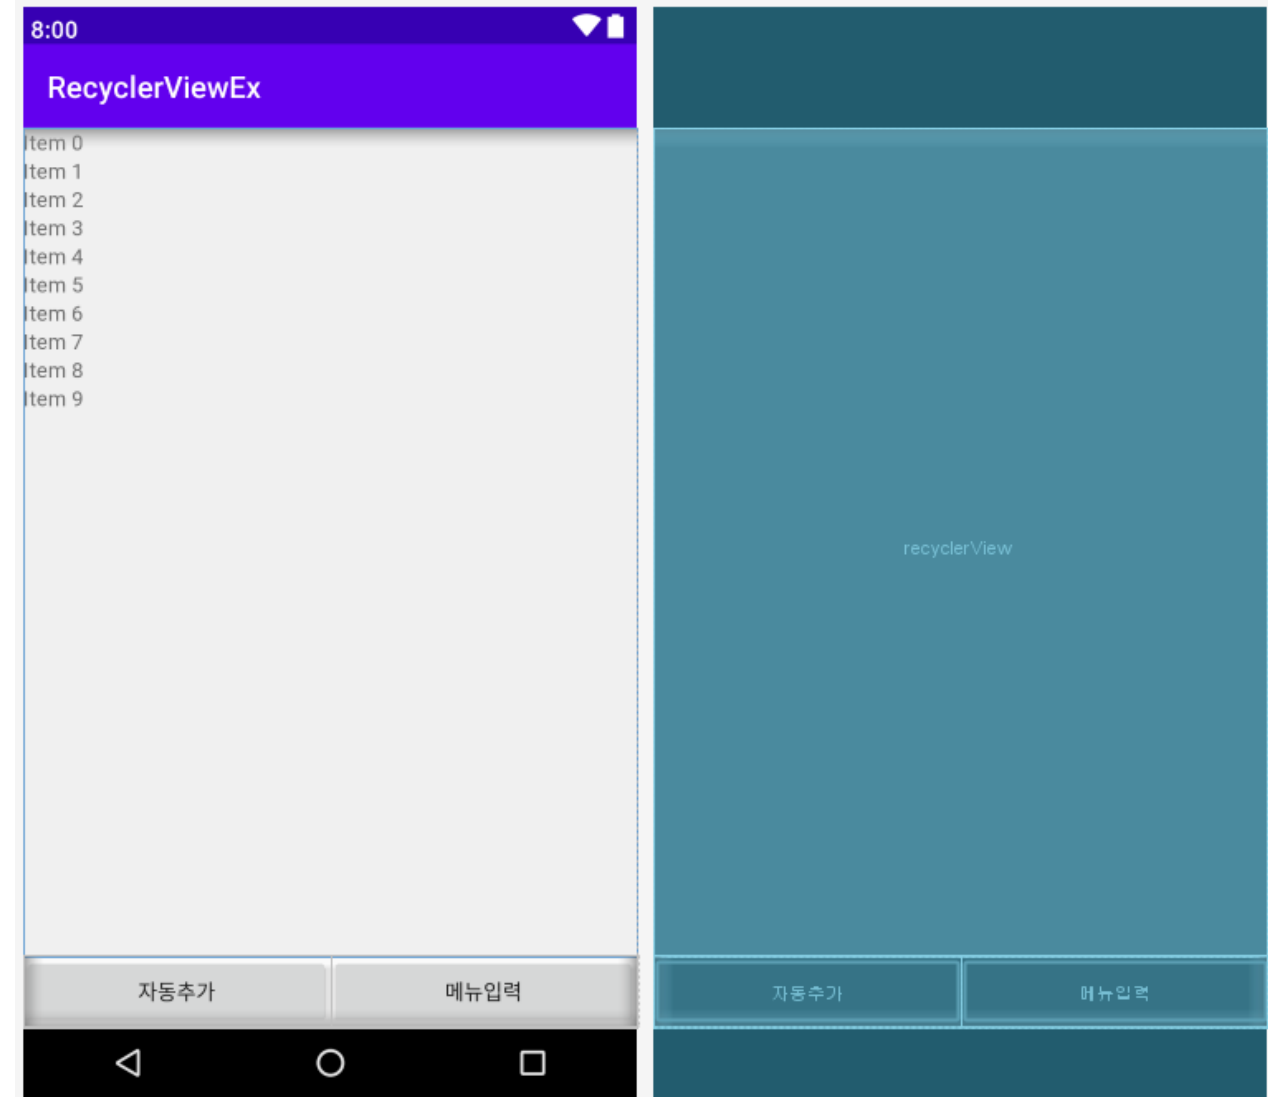 8:00
RecyclerViewEx
Item 0
Item 1
Item 2
Item 3
Item 4
Item 5
Item 6
Item 7
Item 8
Item 9
자동추가
메뉴입력
recyclerView
자동추가
메뉴입력